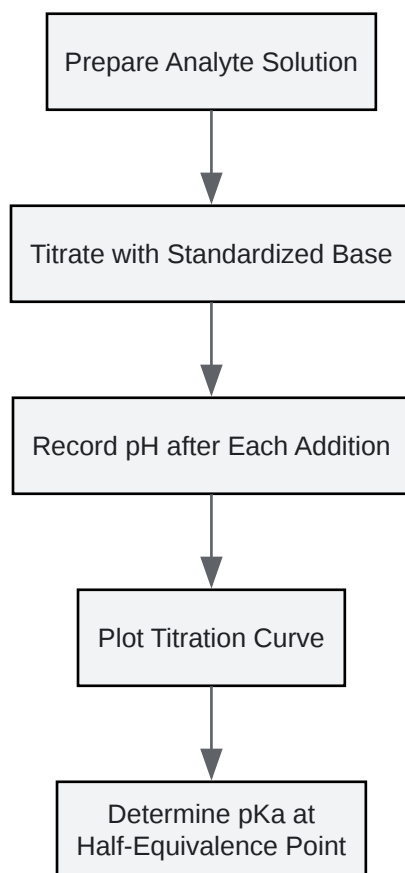 Prepare Analyte Solution
Titrate with Standardized Base
Record pH after Each Addition
Plot Titration Curve
Determine pKa at
Half-Equivalence Point